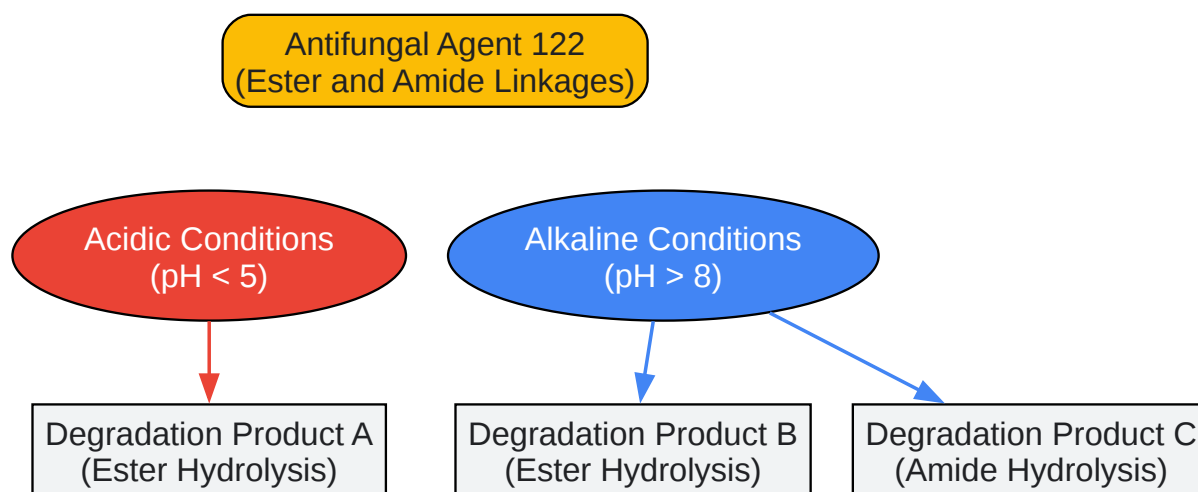 Antifungal Agent 122
(Ester and Amide Linkages)
Acidic Conditions
(pH < 5)
Alkaline Conditions
(pH > 8)
Degradation Product A
(Ester Hydrolysis)
Degradation Product B
(Ester Hydrolysis)
Degradation Product C
(Amide Hydrolysis)